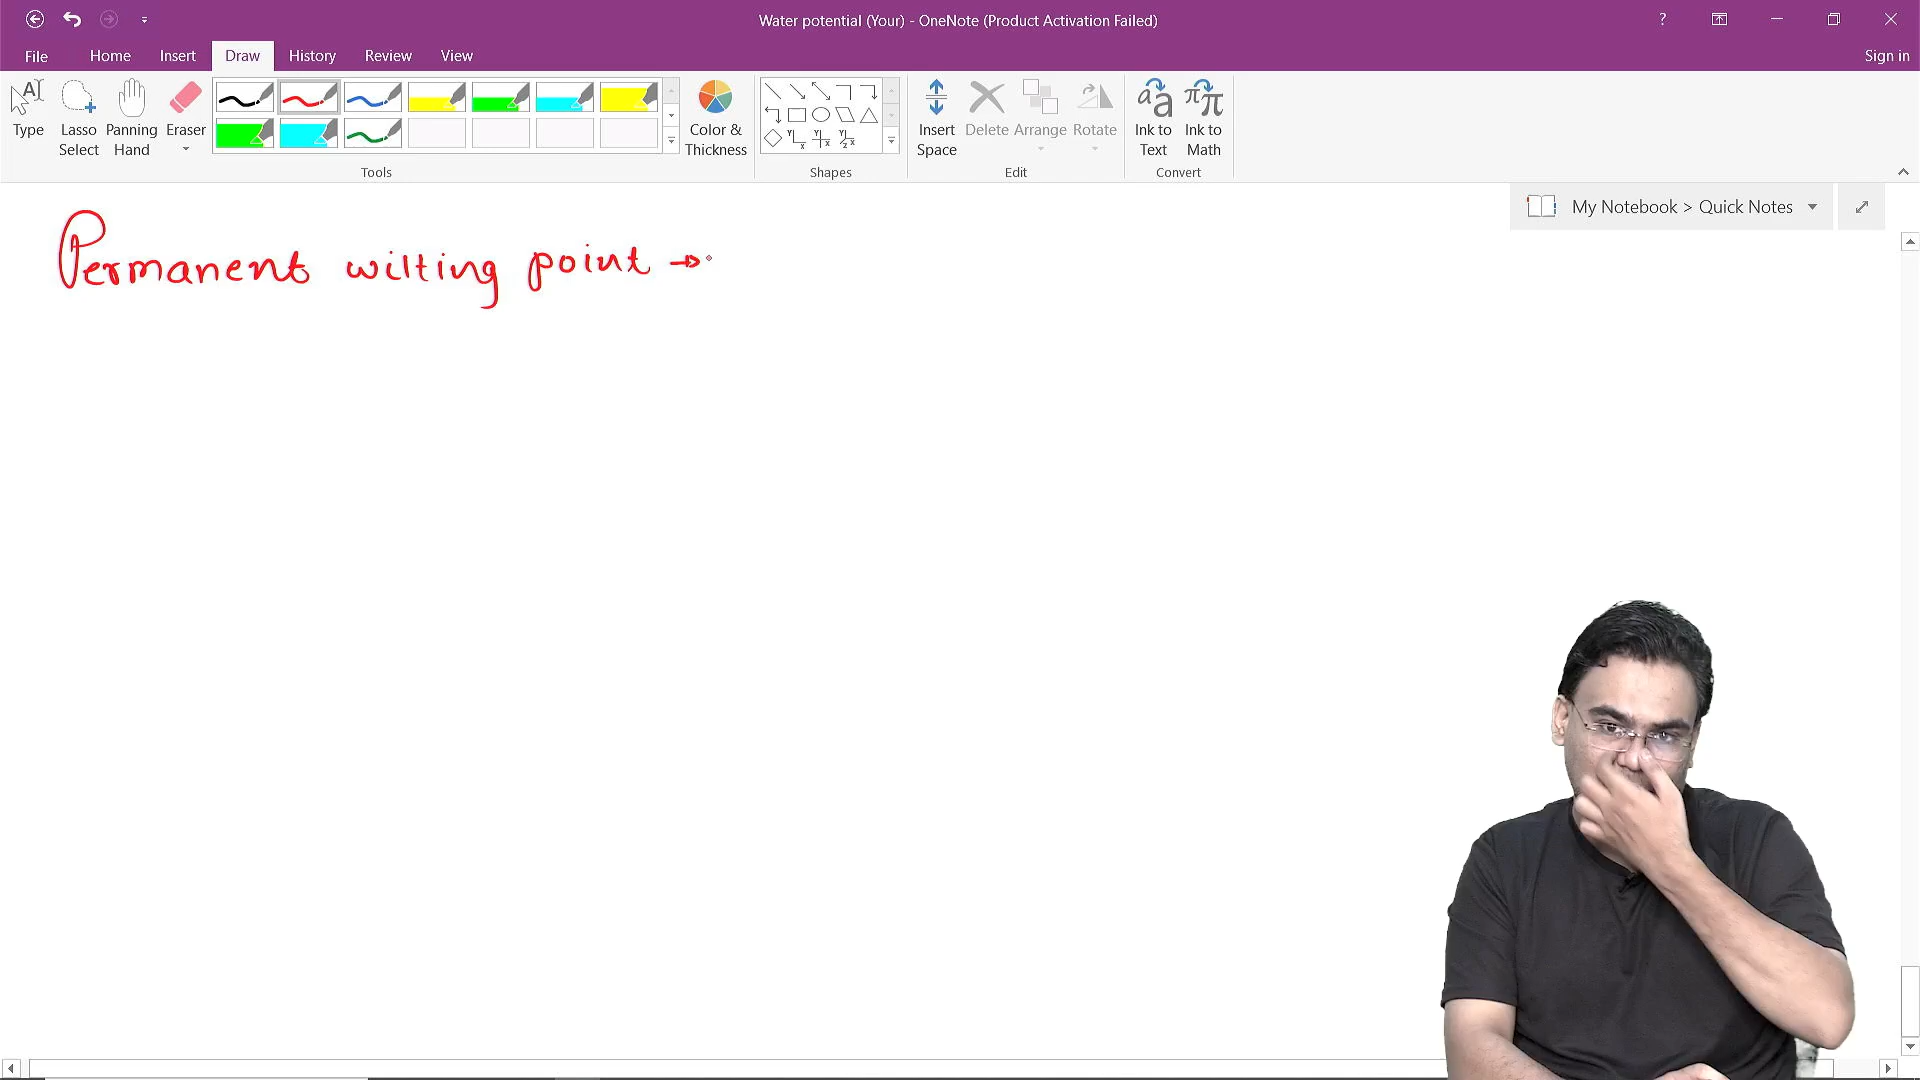 Water potential (Your) - OneNote (Product Activation Failed)
?
File Home Insert Draw History Review View
Sign in
Type
Lasso Select
Panning Hand
Eraser
Color & Thickness
Insert Space
Delete
Arrange
Rotate
Ink to Text
Ink to Math
Tools
Shapes
Edit
Convert
My Notebook > Quick Notes
Permanent wilting point →